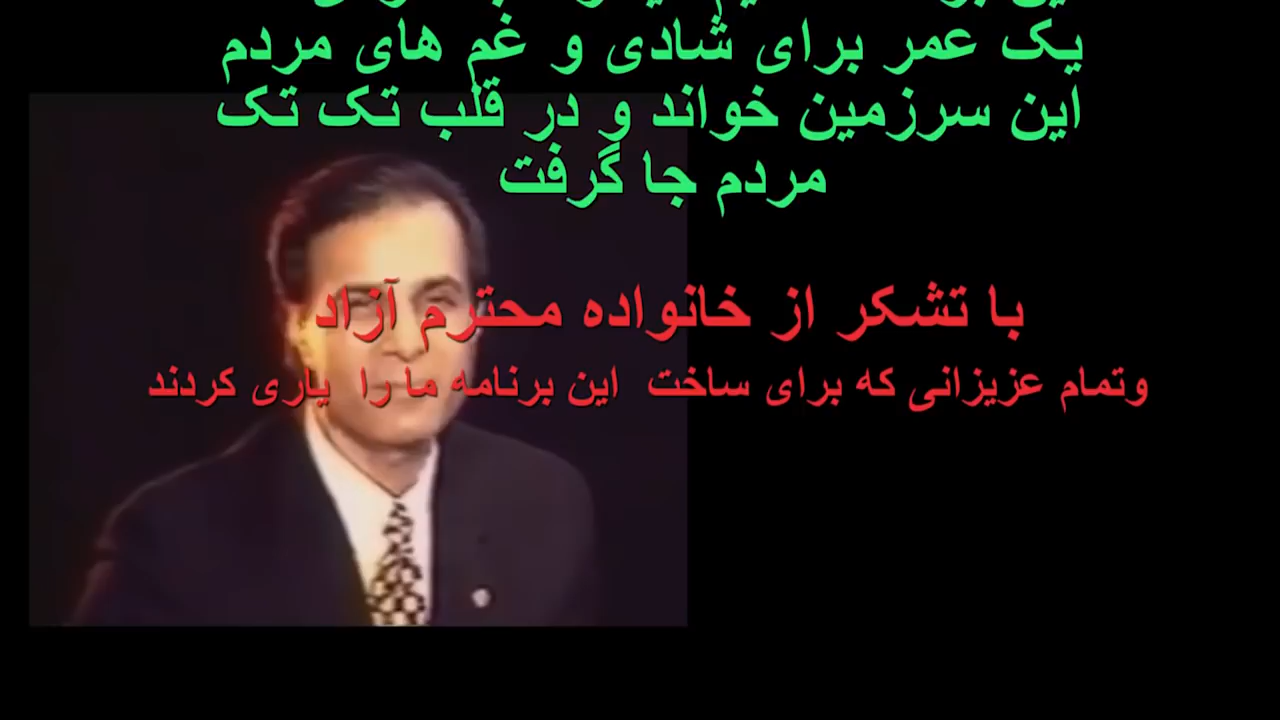 یک عمر برای شادی و غم های مردم
این سرزمین خواند و در قلب تک تک
مردم جا گرفت
با تشکر از خانواده محترم آزاد
وتمام عزیزانی که برای ساخت این برنامه ما را یاری کردند